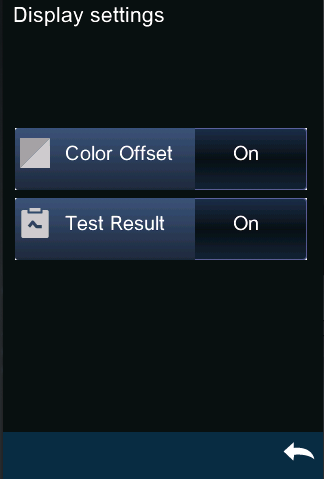 Display settings
Color Offset On
Test Result On